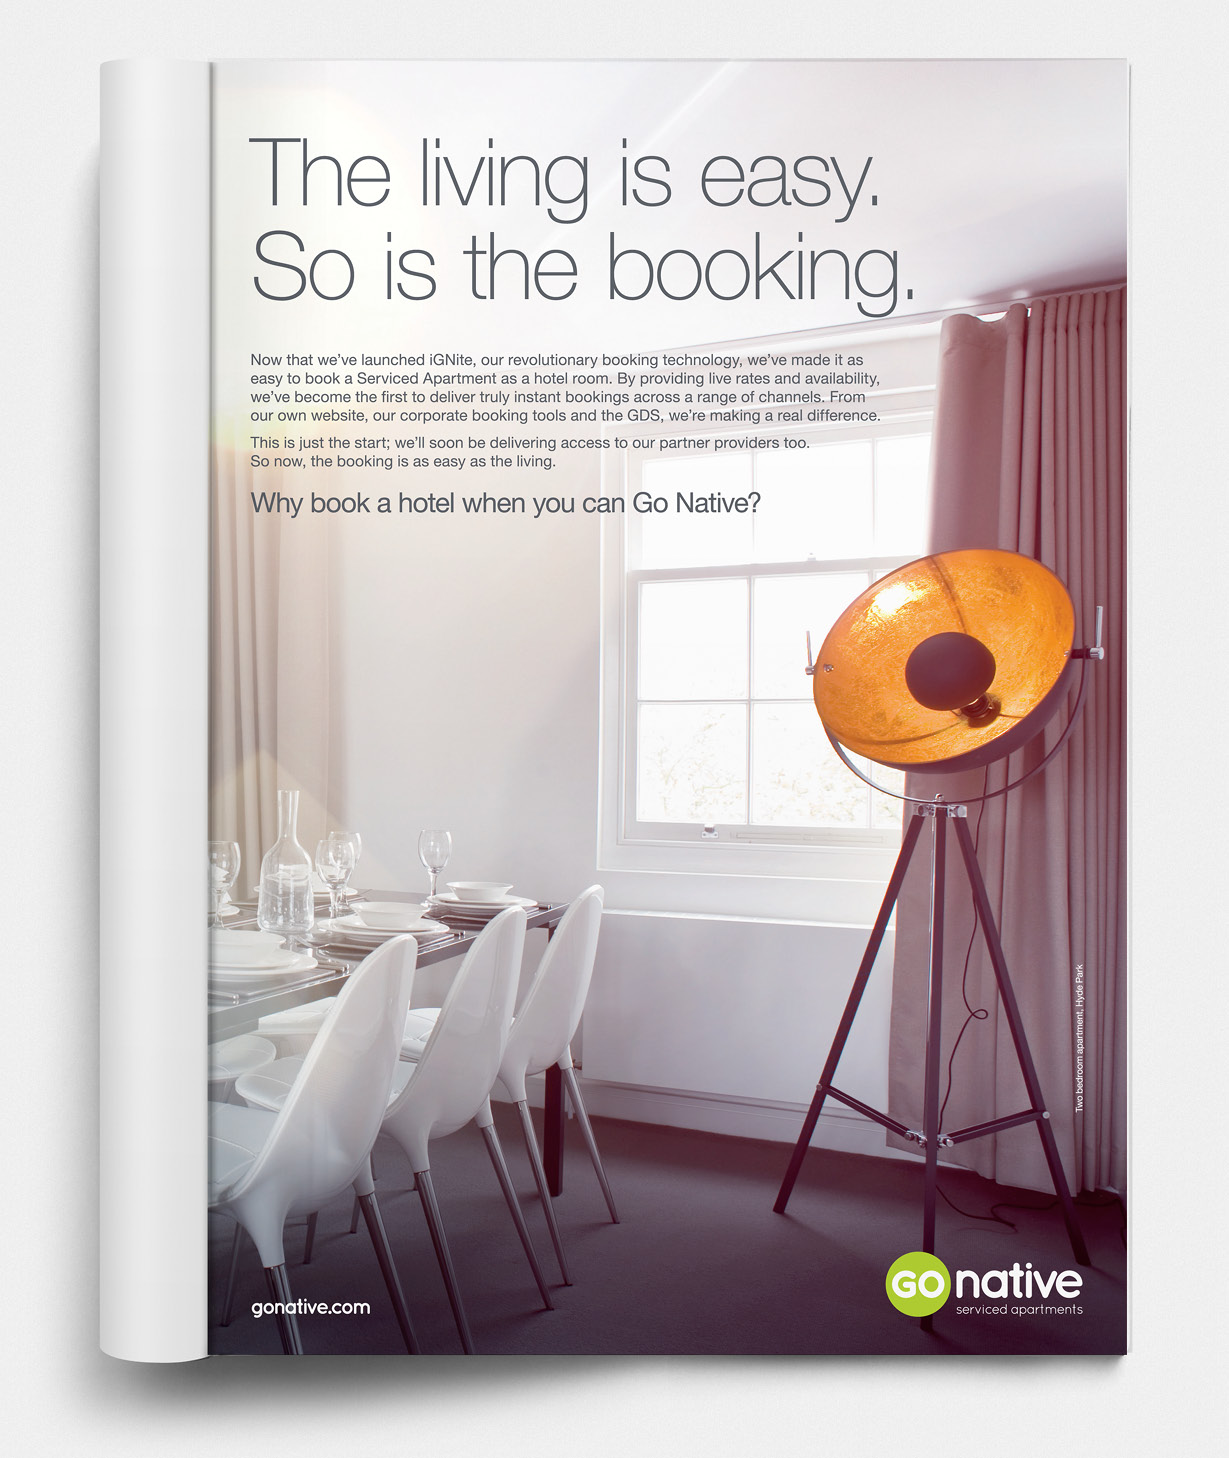 The living is easy.
So is the booking.
Now that we've launched iGNite, our revolutionary booking technology, we've made it as
easy to book a Serviced Apartment as a hotel room. By providing live rates and availability,
we've become the first to deliver truly instant bookings across a range of channels. From
our own website, our corporate booking tools and the GDS, we're making a real difference.
This is just the start; we'll soon be delivering access to our partner providers too.
So now, the booking is as easy as the living.
Why book a hotel when you can Go Native?
Two bedroom apartment, Hyde Park
gonative.com
GO native
serviced apartments